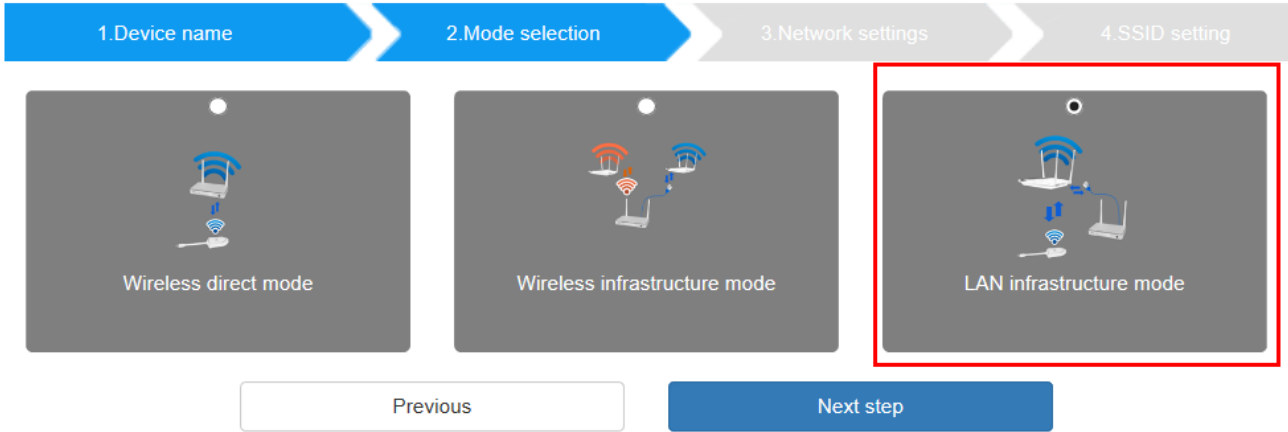 1.Device name
2.Mode selection
3.Network settings
4.SSID setting
Wireless direct mode
Wireless infrastructure mode
LAN infrastructure mode
Previous
Next step